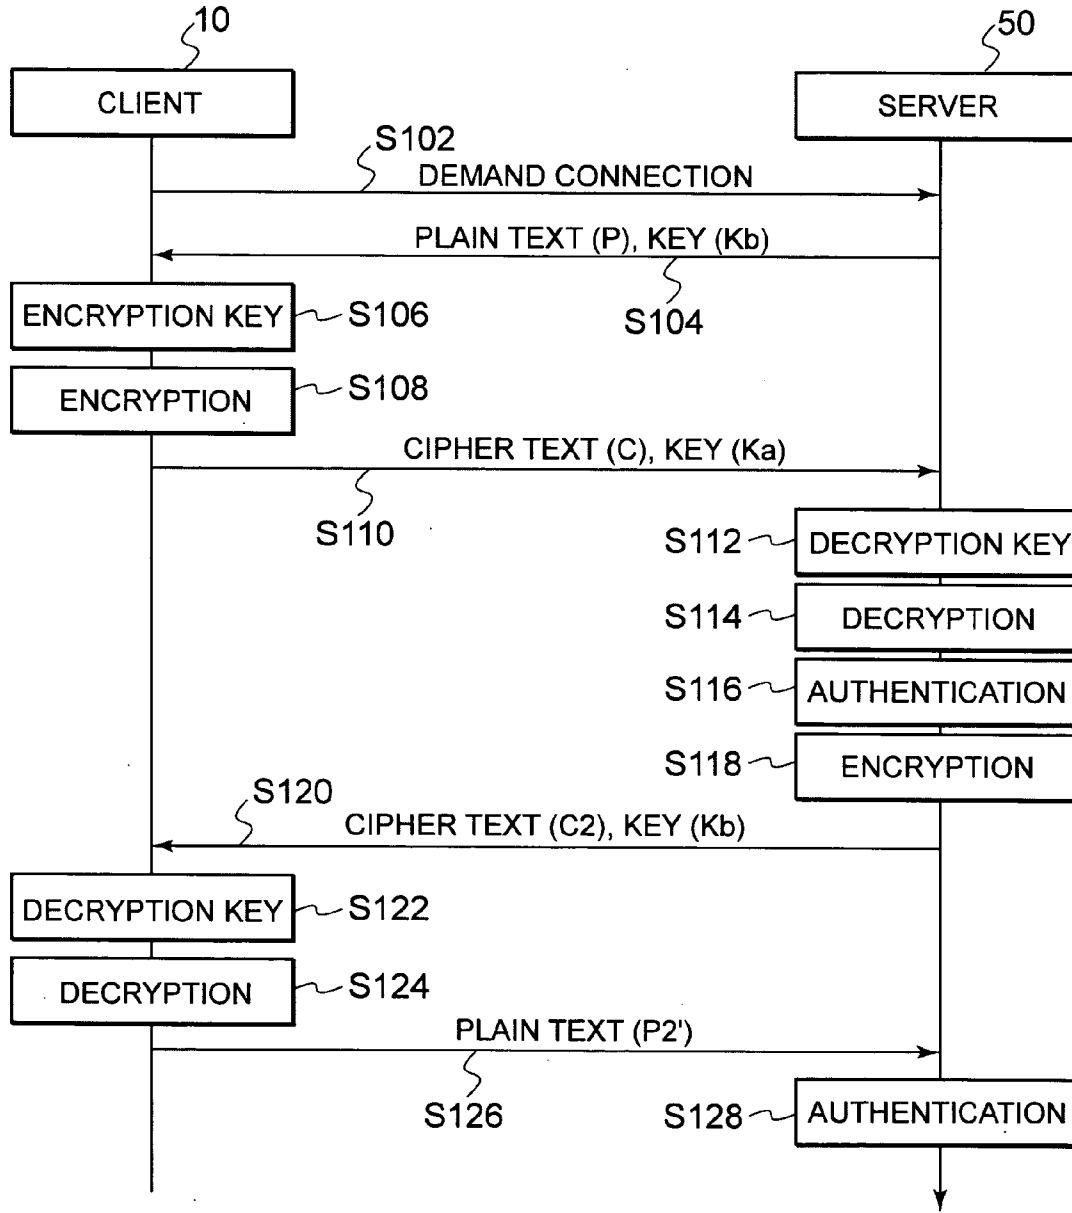 10
50
CLIENT
SERVER
S102
DEMAND CONNECTION
PLAIN TEXT (P), KEY (Kb)
ENCRYPTION KEY
S106
S104
ENCRYPTION
S108
CIPHER TEXT (C), KEY (Ka)
S110
S112
DECRYPTION KEY
S114
DECRYPTION
S116
AUTHENTICATION
S118
ENCRYPTION
S120
CIPHER TEXT (C2), KEY (Kb)
DECRYPTION KEY
S122
DECRYPTION
S124
PLAIN TEXT (P2')
S126
S128
AUTHENTICATION